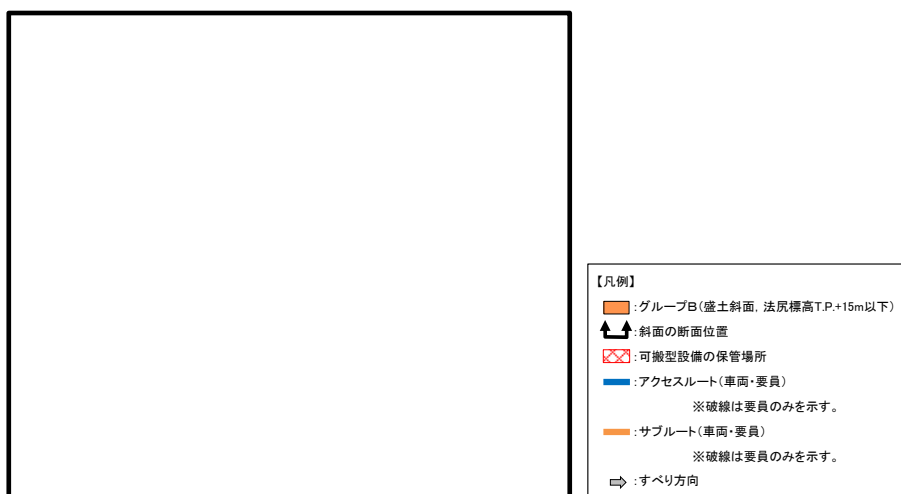 【凡例】
：グループB（盛土斜面，法尻標高T.P.+15m以下）
：斜面の断面位置
：可搬型設備の保管場所
：アクセスルート（車両・要員）
※破線は要員のみを示す。
：サブルート（車両・要員）
※破線は要員のみを示す。
：すべり方向